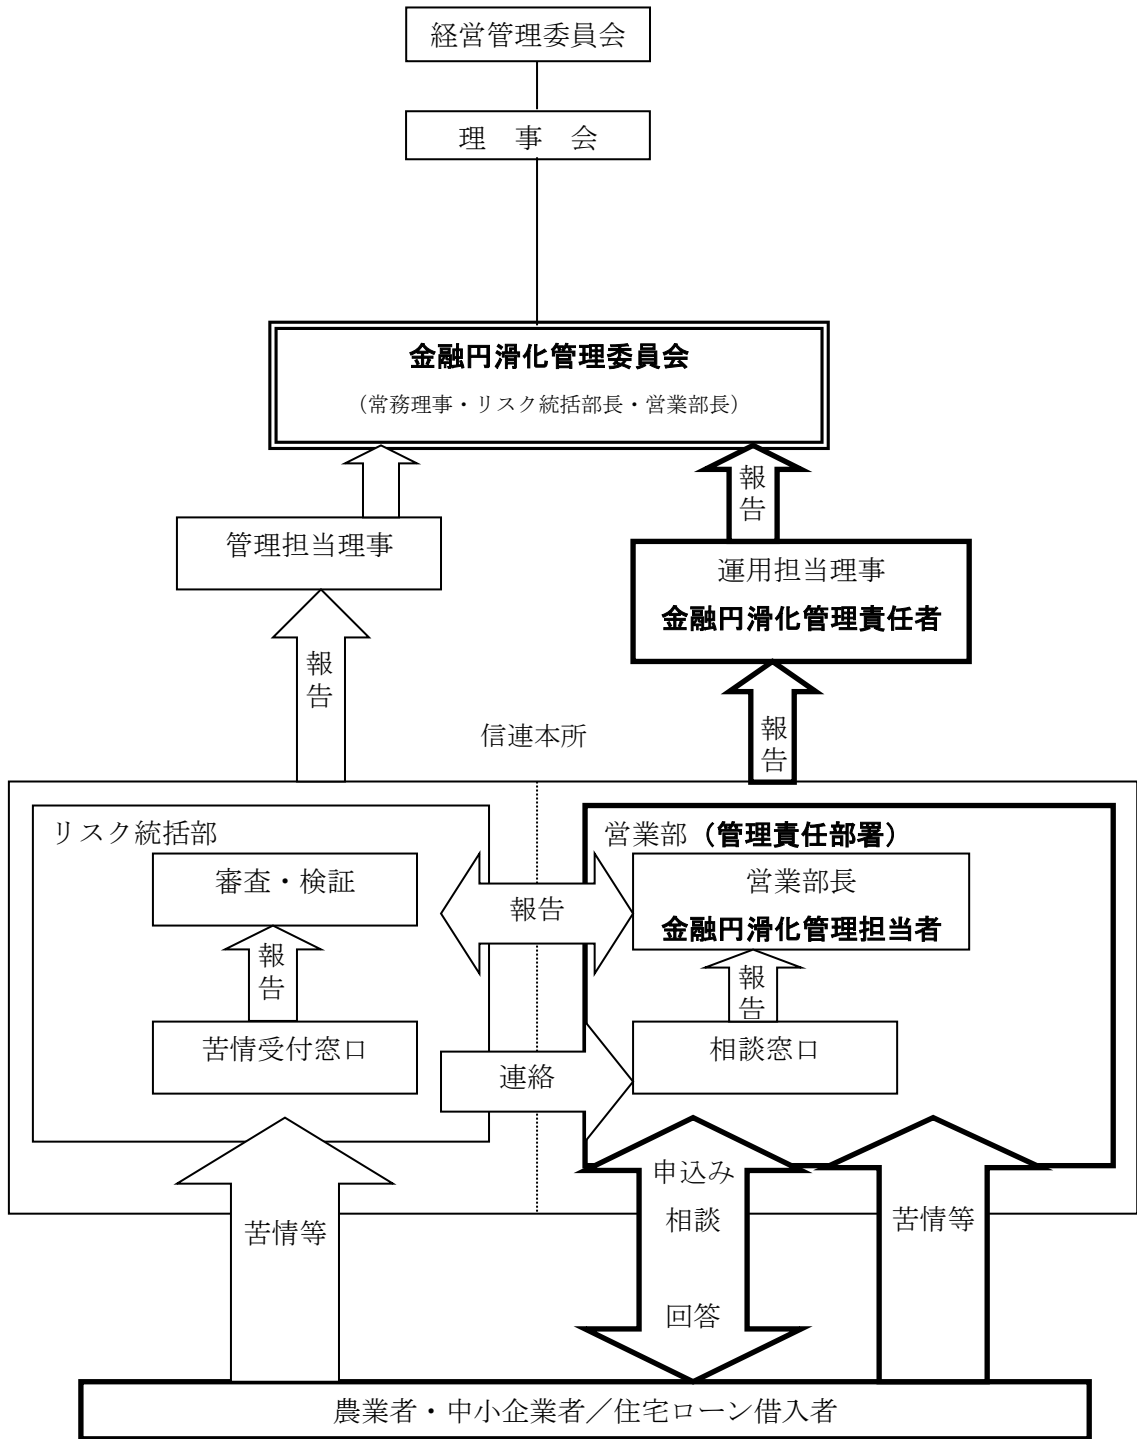 経営管理委員会
理　事　会
金融円滑化管理委員会
（常務理事・リスク統括部長・営業部長）
報告
管理担当理事
運用担当理事
金融円滑化管理責任者
報告
報告
信連本所
リスク統括部
営業部（管理責任部署）
審査・検証
報告
営業部長
金融円滑化管理担当者
報告
報告
苦情受付窓口
連絡
相談窓口
申込み
相談
回答
苦情等
苦情等
農業者・中小企業者／住宅ローン借入者